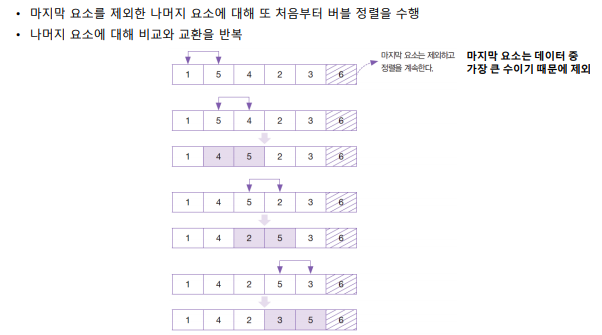 • 마지막 요소를 제외한 나머지 요소에 대해 또 처음부터 버블 정렬을 수행
• 나머지 요소에 대해 비교와 교환을 반복
마지막 요소는 제외하고
정렬을 계속한다.
마지막 요소는 데이터 중
가장 큰 수이기 때문에 제외
1 5 4 2 3 6
1 5 4 2 3 6
1 4 5 2 3 6
1 4 5 2 3 6
1 4 2 5 3 6
1 4 2 5 3 6
1 4 2 3 5 6